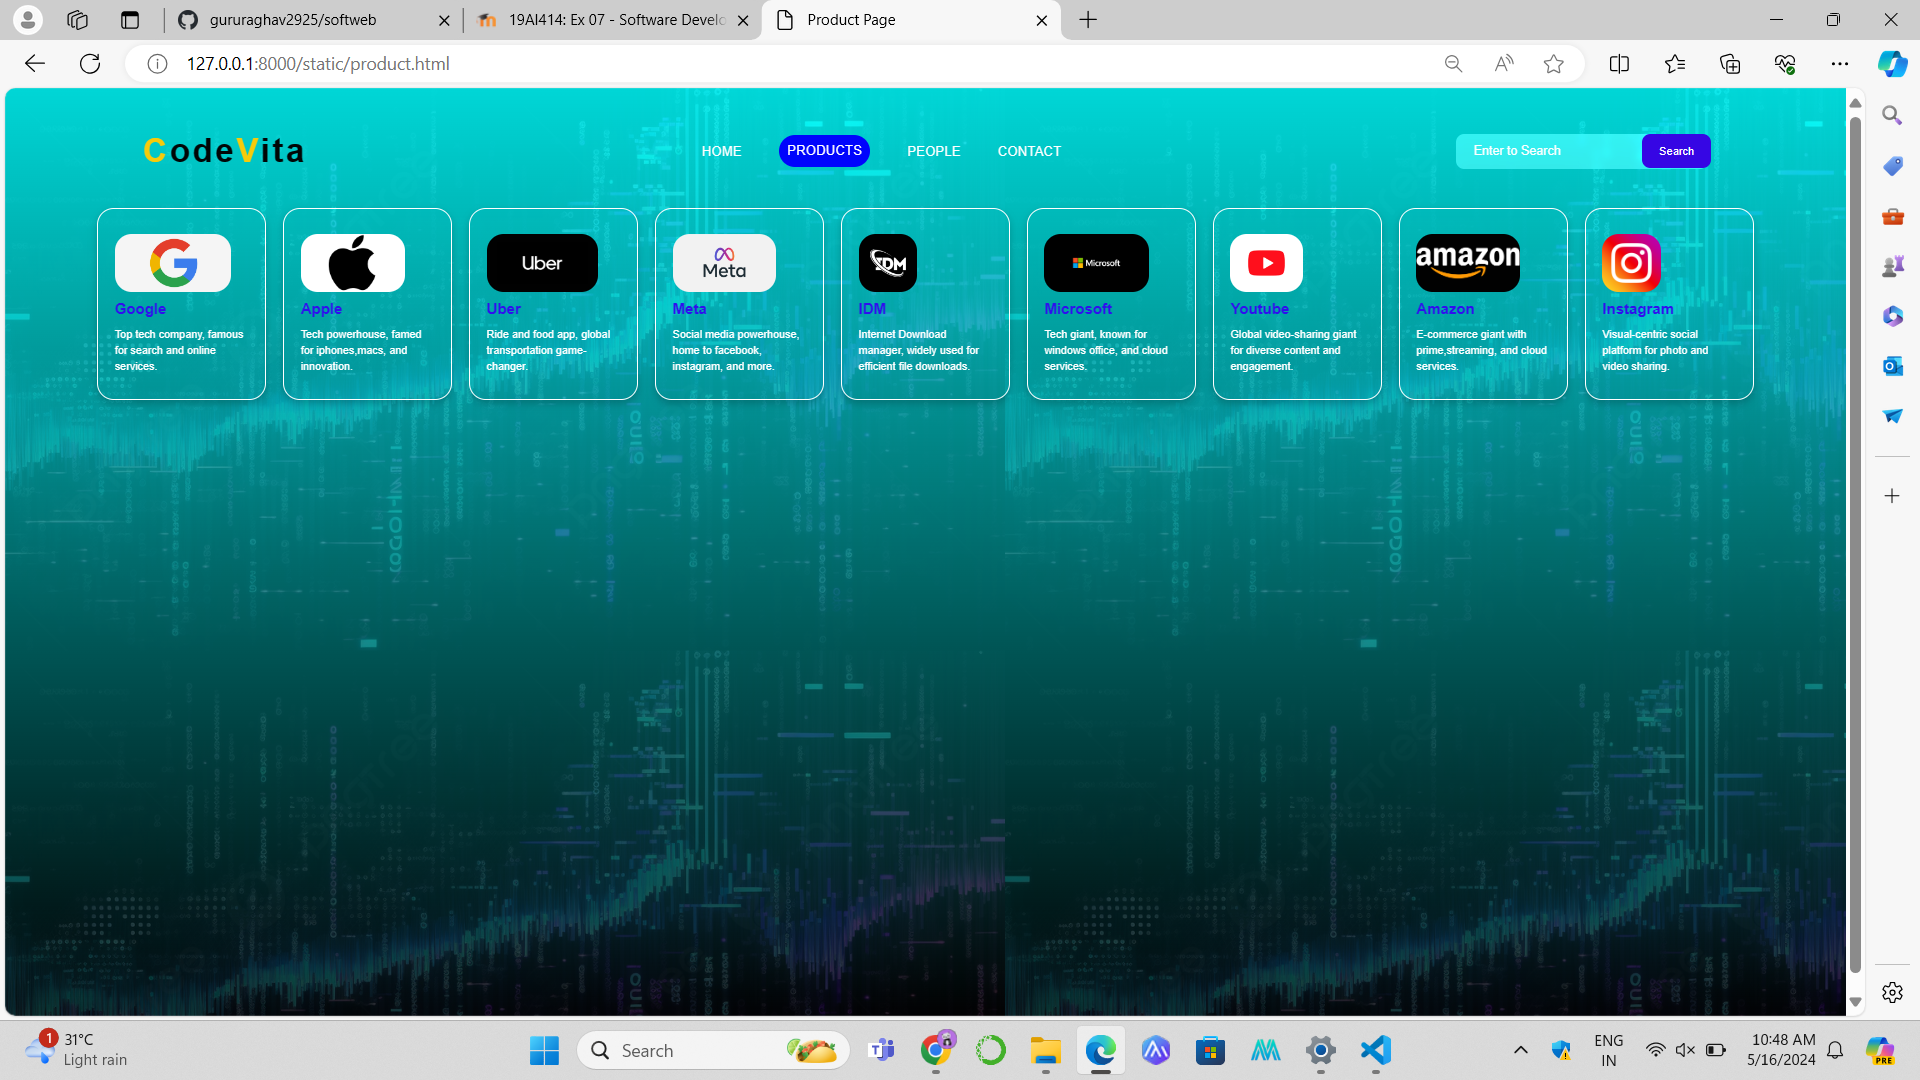 gururaghav2925/softweb
19AI414: Ex 07 - Software Develo
Product Page
127.0.0.1:8000/static/product.html
CodeVita
HOME
PRODUCTS
PEOPLE
CONTACT
Enter to Search
Search
Google
Top tech company, famous
for search and online
services.
Apple
Tech powerhouse, famed
for iphones,macs, and
innovation.
Uber
Uber
Ride and food app, global
transportation game-
changer.
Meta
Meta
Social media powerhouse,
home to facebook,
instagram, and more.
IDM
IDM
Internet Download
manager, widely used for
efficient file downloads.
Microsoft
Microsoft
Tech giant, known for
windows office, and cloud
services.
Youtube
Global video-sharing giant
for diverse content and
engagement.
amazon
Amazon
E-commerce giant with
prime,streaming, and cloud
services.
Instagram
Visual-centric social
platform for photo and
video sharing.
1
31°C
Light rain
Search
ENG
IN
10:48 AM
5/16/2024
PRE